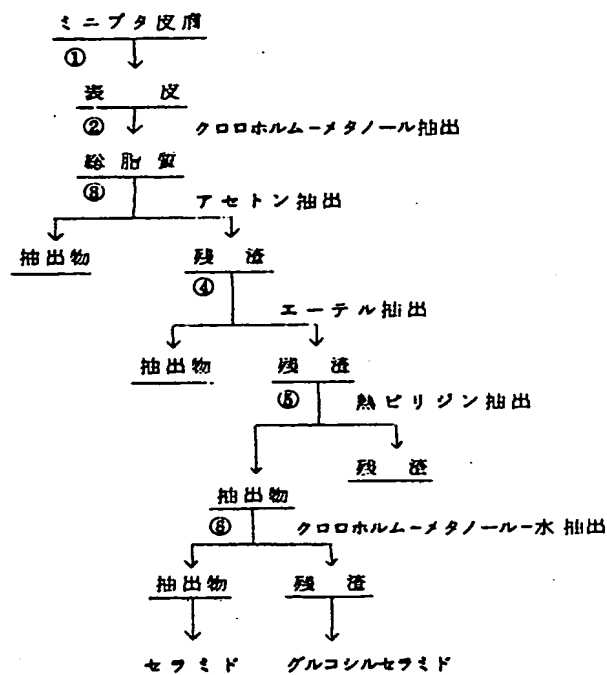 ミニブタ皮膚
①
表 皮
② クロロホルム－メタノール抽出
総脂質
③ アセトン抽出
抽出物 残 渣
④ エーテル抽出
抽出物 残 渣
⑤ 熱ピリジン抽出
残 渣
抽出物
⑥ クロロホルム－メタノール－水 抽出
抽出物 残 渣
セラミド グルコシルセラミド